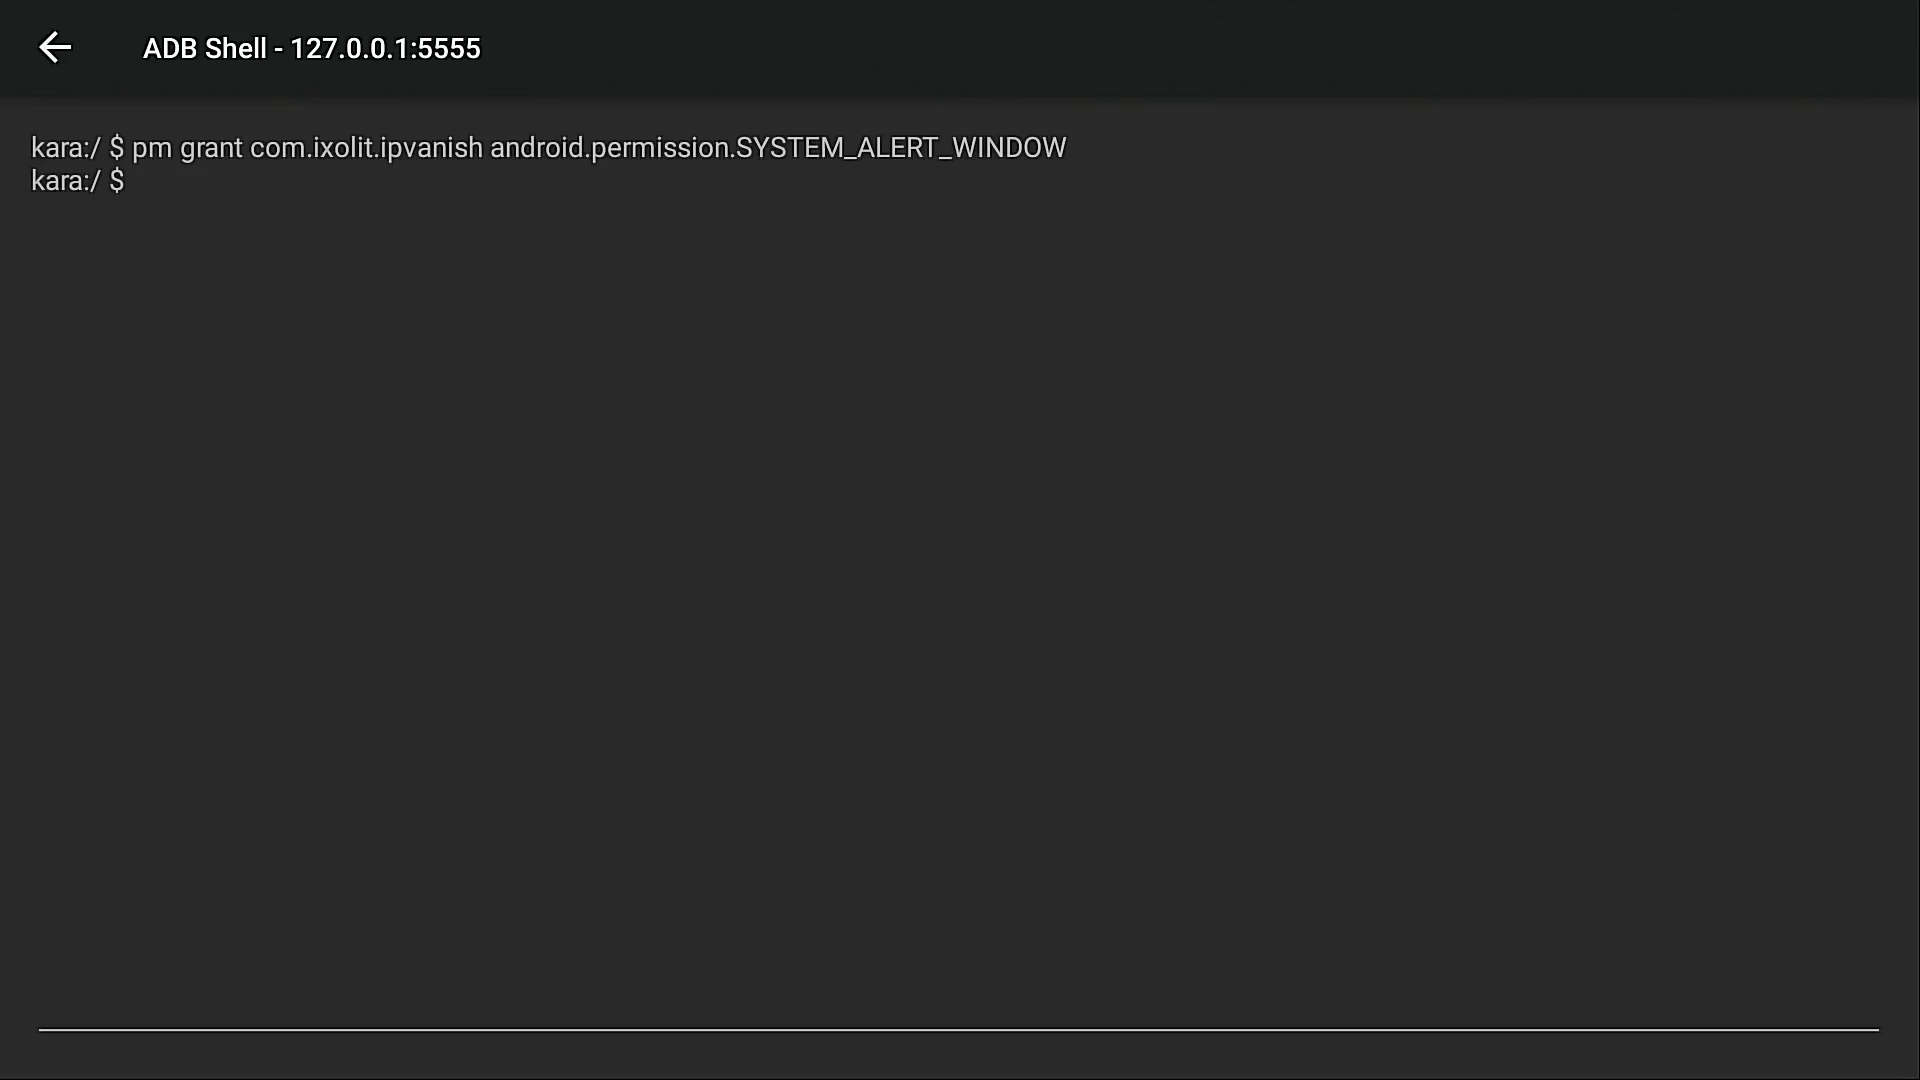 ADB Shell - 127.0.0.1:5555
kara:/ $ pm grant com.ixolit.ipvanish android.permission.SYSTEM_ALERT_WINDOW
kara:/ $